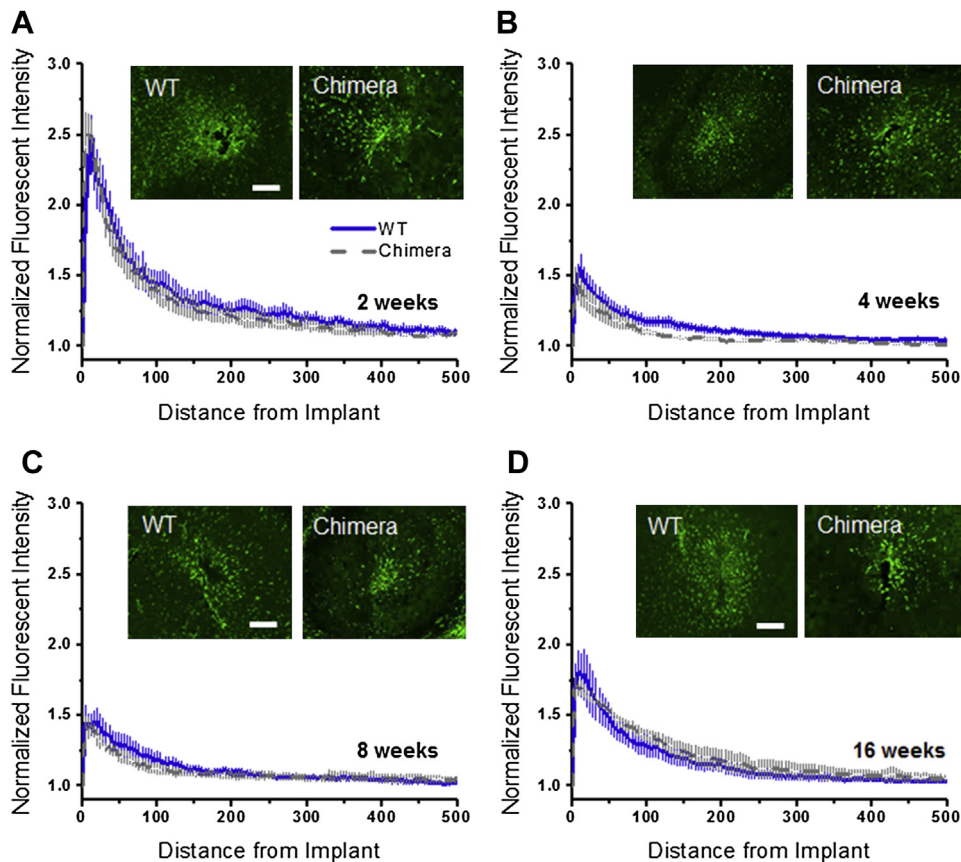 A
Normalized Fluorescent Intensity
3.0
2.5
2.0
1.5
1.0
WT
Chimera
WT
Chimera
2 weeks
0 100 200 300 400 500
Distance from Implant
B
Normalized Fluorescent Intensity
3.0
2.5
2.0
1.5
1.0
WT
Chimera
4 weeks
0 100 200 300 400 500
Distance from Implant
C
Normalized Fluorescent Intensity
3.0
2.5
2.0
1.5
1.0
WT
Chimera
8 weeks
0 100 200 300 400 500
Distance from Implant
D
Normalized Fluorescent Intensity
3.0
2.5
2.0
1.5
1.0
WT
Chimera
16 weeks
0 100 200 300 400 500
Distance from Implant